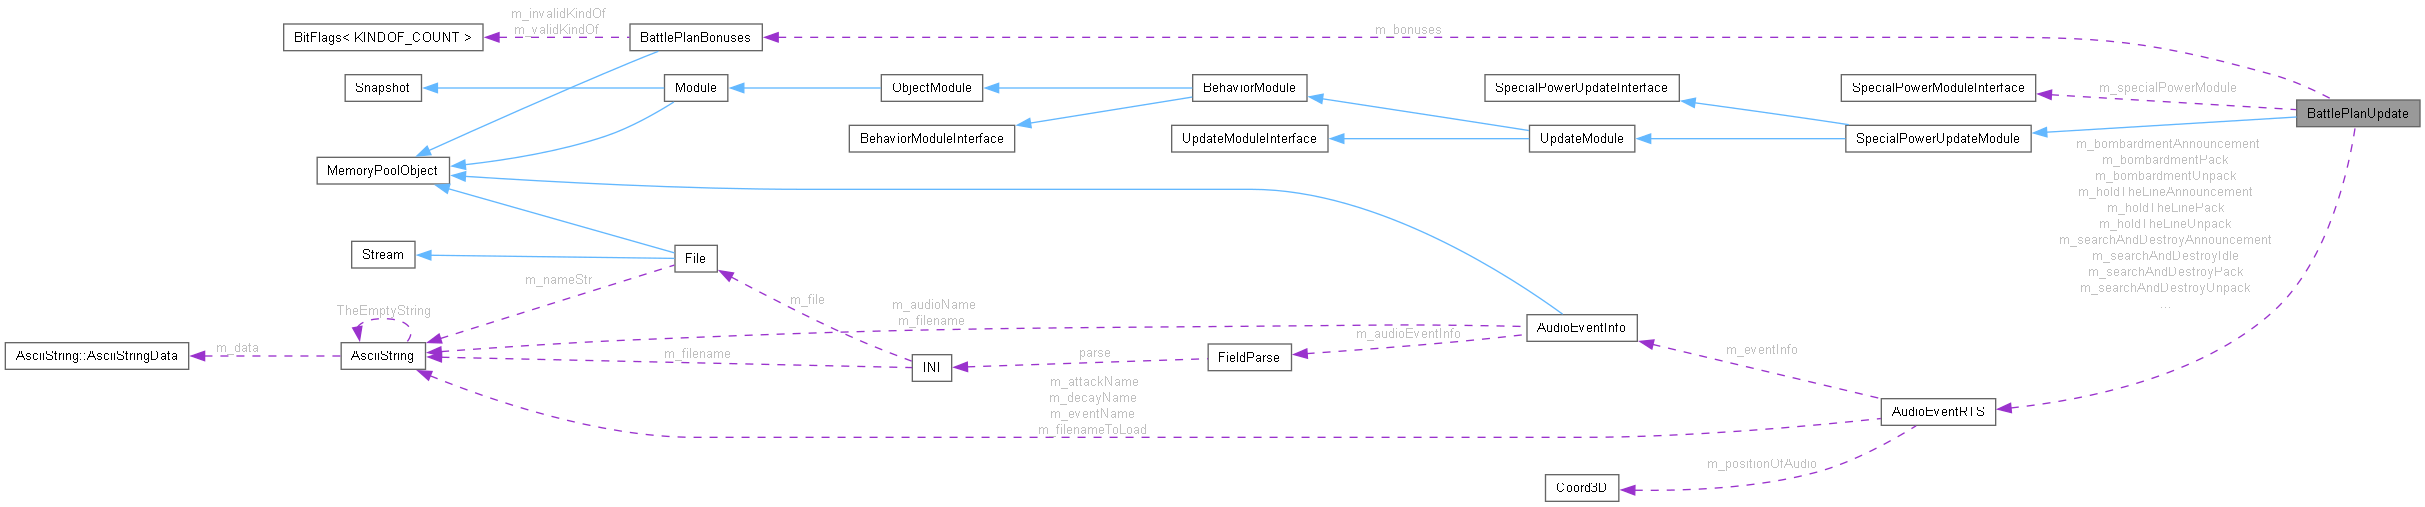 m_invalidKindOf
m_validKindOf
BitFlags< KINDOF_COUNT >
BattlePlanBonuses
m_bonuses
Snapshot
Module
ObjectModule
BehaviorModule
SpecialPowerUpdateInterface
SpecialPowerModuleInterface
m_specialPowerModule
BattlePlanUpdate
BehaviorModuleInterface
UpdateModuleInterface
UpdateModule
SpecialPowerUpdateModule
MemoryPoolObject
m_bombardmentAnnouncement
m_bombardmentPack
m_bombardmentUnpack
m_holdTheLineAnnouncement
m_holdTheLinePack
m_holdTheLineUnpack
m_searchAndDestroyAnnouncement
m_searchAndDestroyIdle
m_searchAndDestroyPack
m_searchAndDestroyUnpack
...
Stream
File
m_nameStr
m_file
TheEmptyString
m_audioName
m_filename
AudioEventInfo
m_audioEventInfo
AsciiString::AsciiStringData
m_data
AsciiString
m_filename
INI
parse
FieldParse
m_eventInfo
m_attackName
m_decayName
m_eventName
m_filenameToLoad
AudioEventRTS
m_positionOfAudio
Coord3D